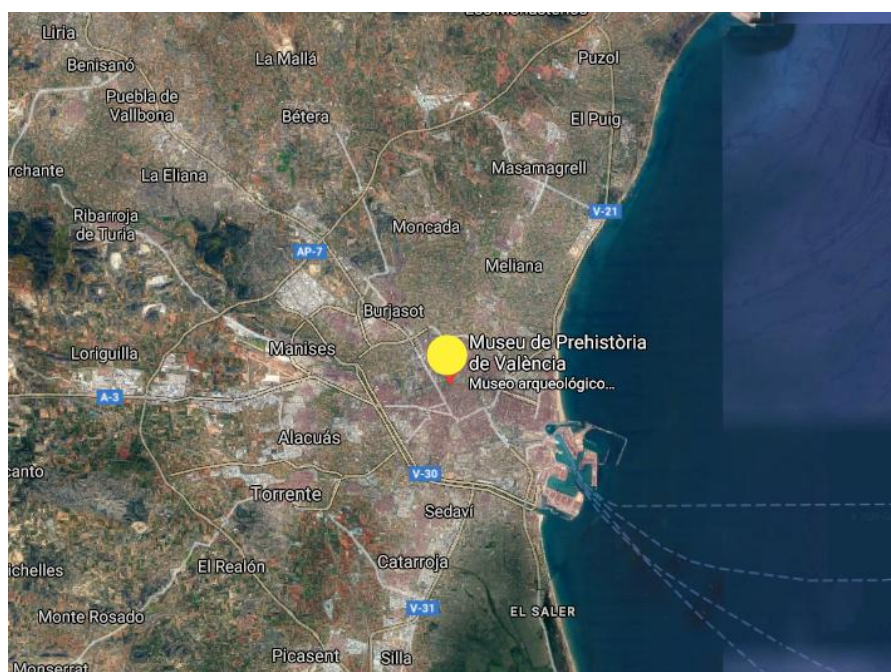 Liria
La Mallá
Puzol
Benisanó
Puebla de
Vallbona
Bétera
El Puig
Masamagrell
La Eliana
V-21
Ribarroja
de Turia
Moncada
AP-7
Meliana
Burjasot
Museu de Prehistòria
de València
Museo arqueológico...
Manises
Loriguilla
A-3
Alacuás
canto
V-30
Torrente
Sedaví
Catarroja
El Realón
ichelles
V-31
EL SALER
Monte Rosado
Picasent
Silla
Monserrat